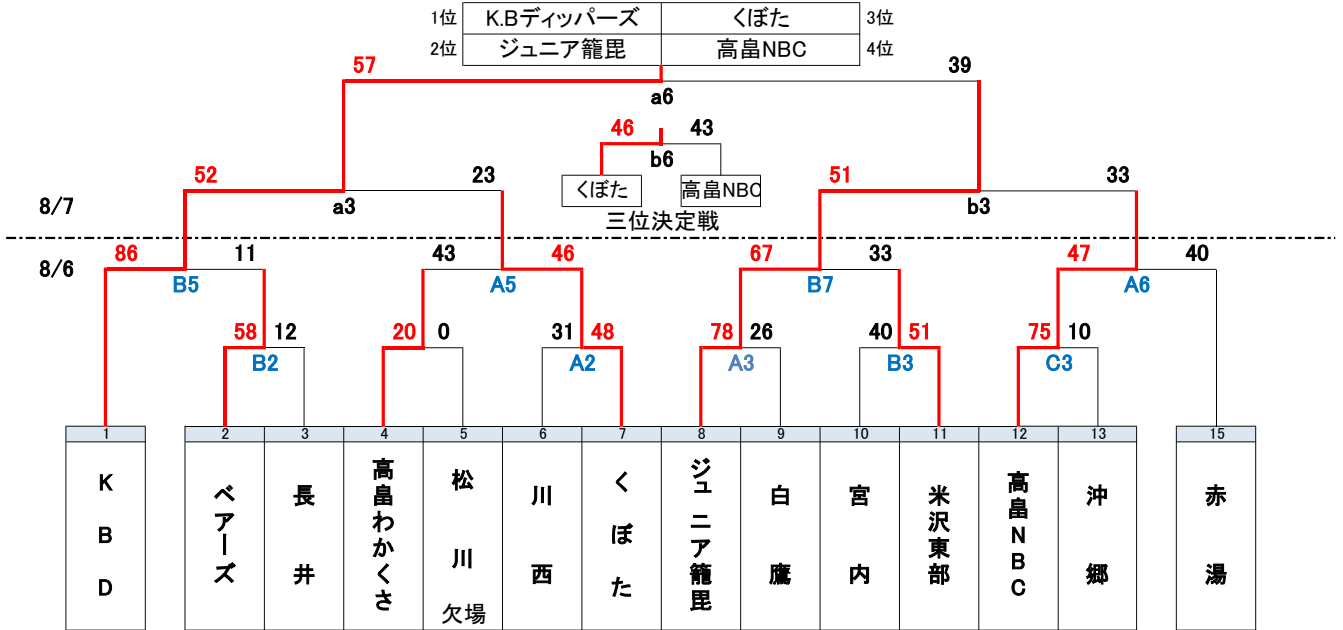 1位 K.Bディッパーズ くぼた 3位
2位 ジュニア籠毘 高畠NBC 4位
57 39
a6
46 43
b6
52 23 くぼた 高畠NBC 51 33
8/7 a3 三位決定戦 b3
86 11 43 46 67 33 47 40
8/6 B5 A5 B7 A6
58 12 20 0 31 48 78 26 40 51 75 10
B2 A2 A3 B3 C3
1 2 3 4 5 6 7 8 9 10 11 12 13 15
KBD
ベアーズ
長井
高畠わかくさ
松川
欠場
川西
くぼた
ジュニア籠毘
白鷹
宮内
米沢東部
高畠NBC
沖郷
赤湯